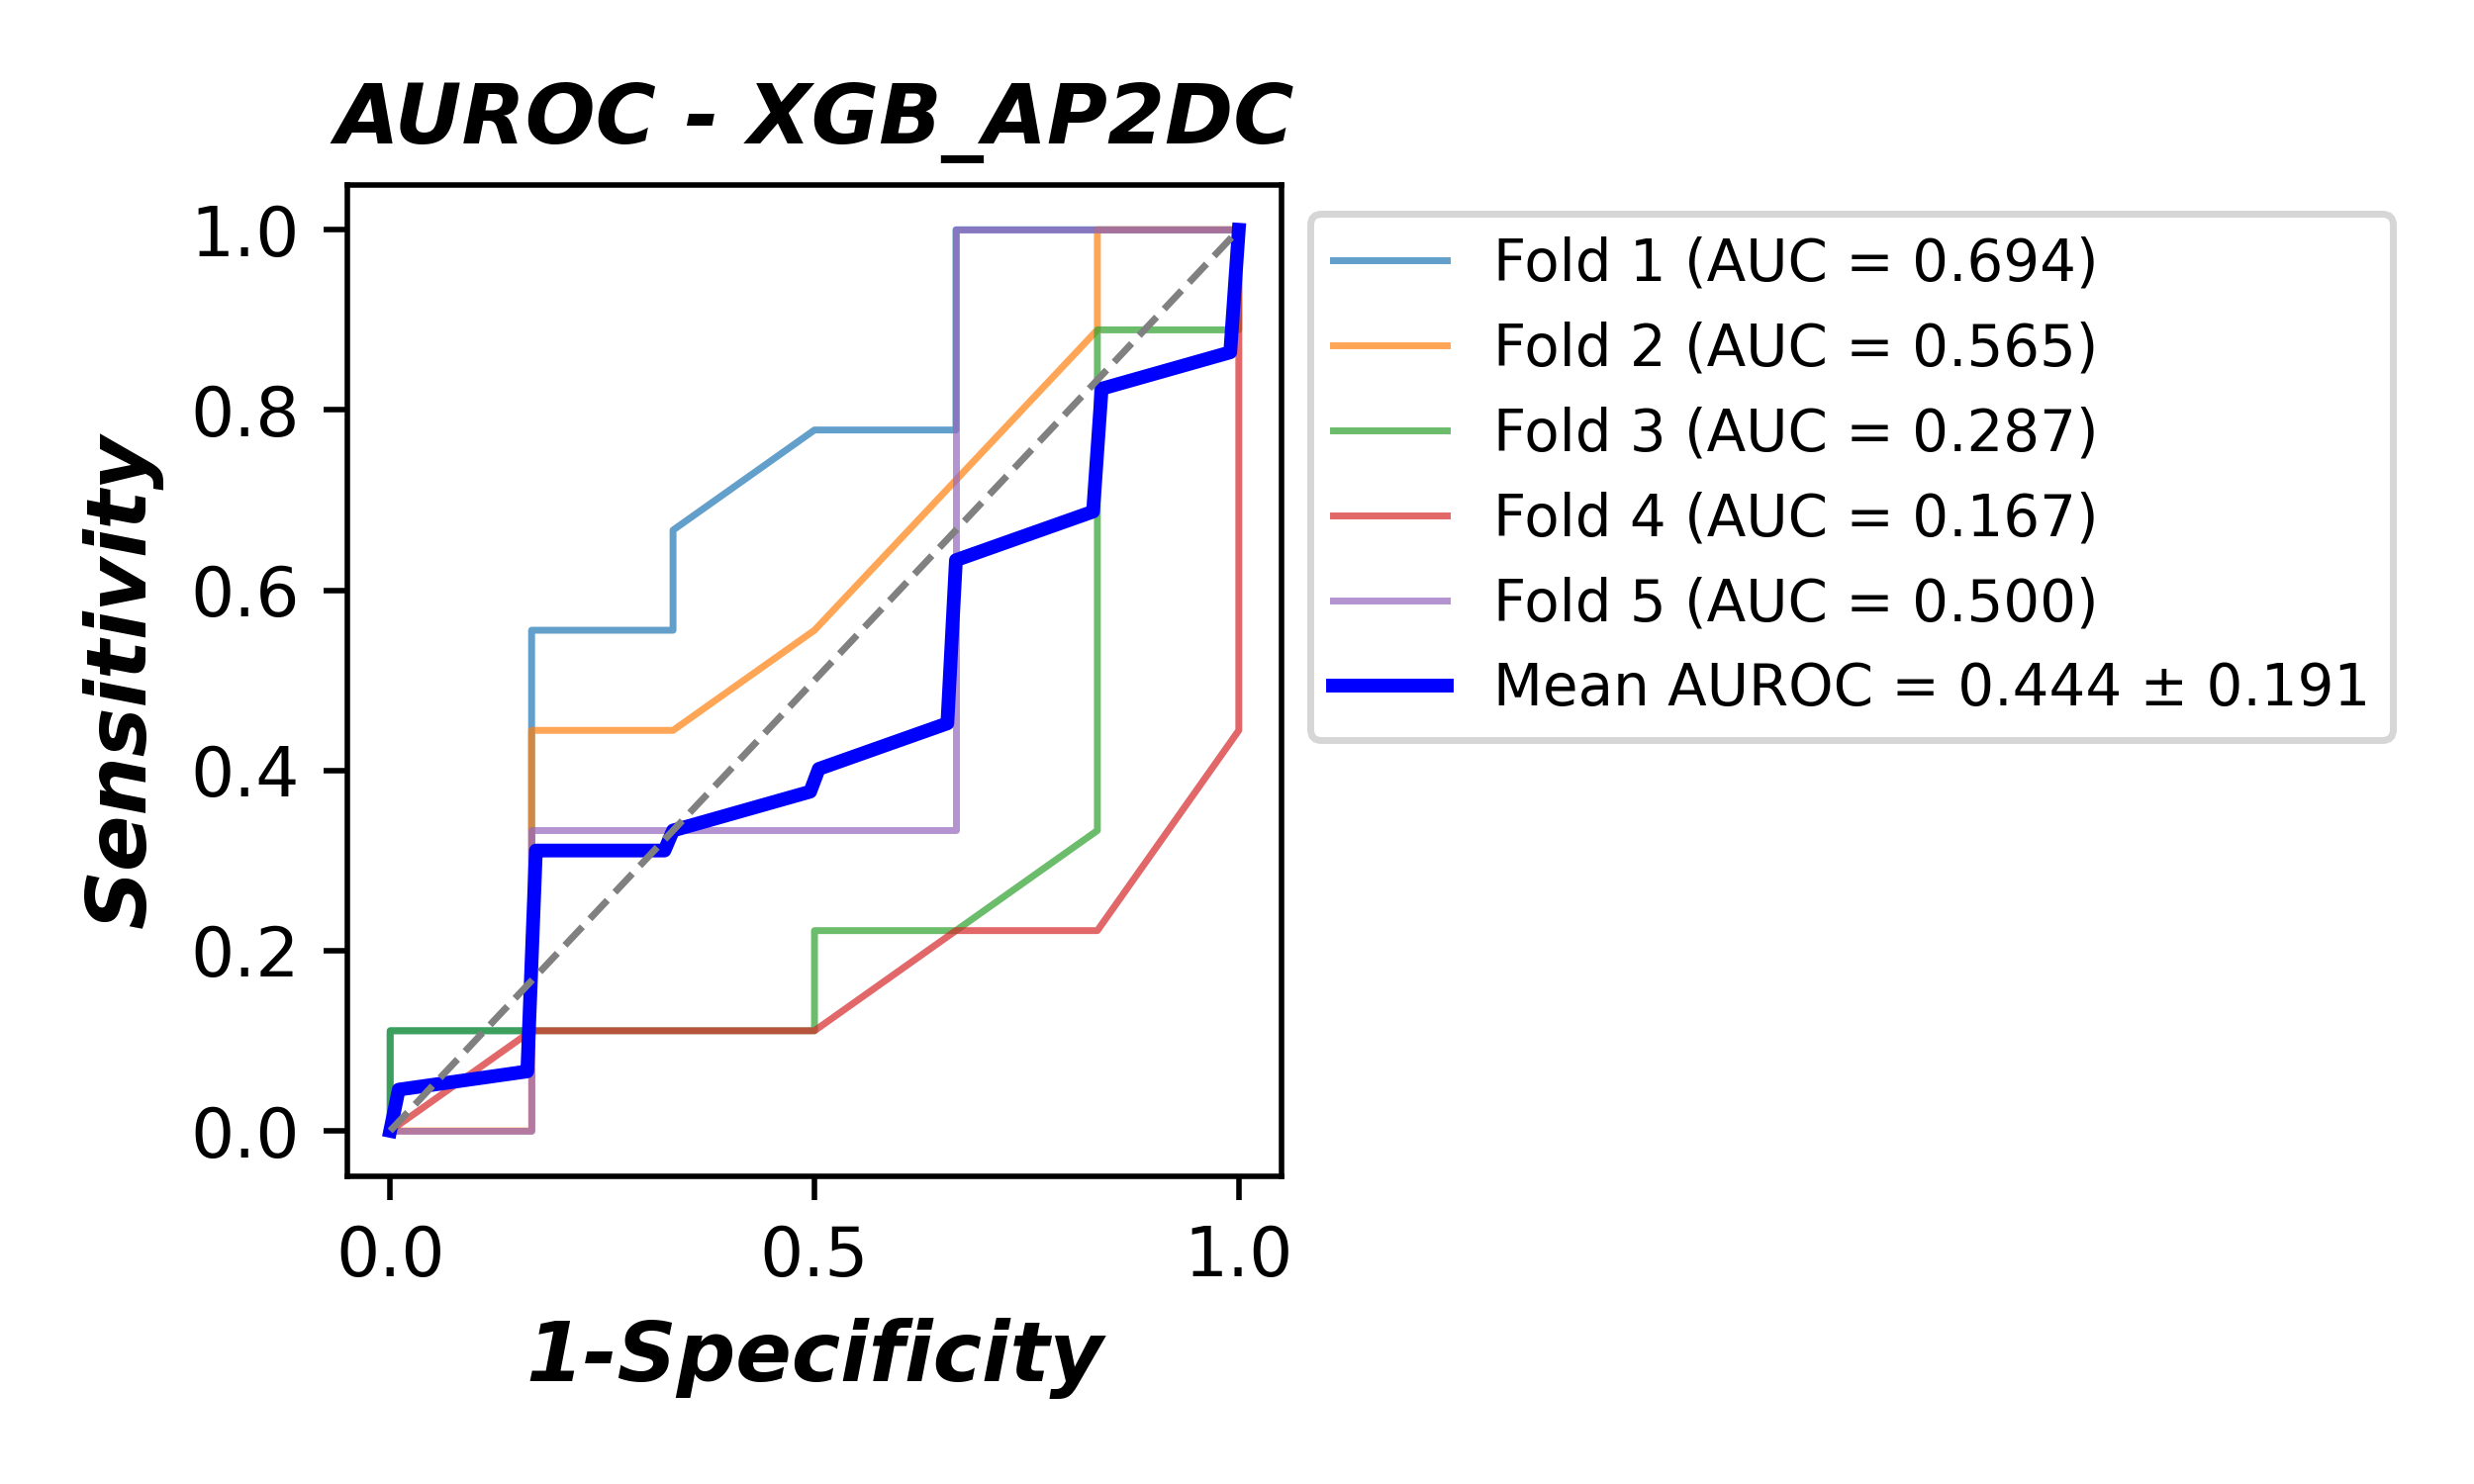 AUROC - XGB_AP2DC
Sensitivity
1.0
0.8
0.6
0.4
0.2
0.0
0.0 0.5 1.0
1-Specificity
Fold 1 (AUC = 0.694)
Fold 2 (AUC = 0.565)
Fold 3 (AUC = 0.287)
Fold 4 (AUC = 0.167)
Fold 5 (AUC = 0.500)
Mean AUROC = 0.444 ± 0.191